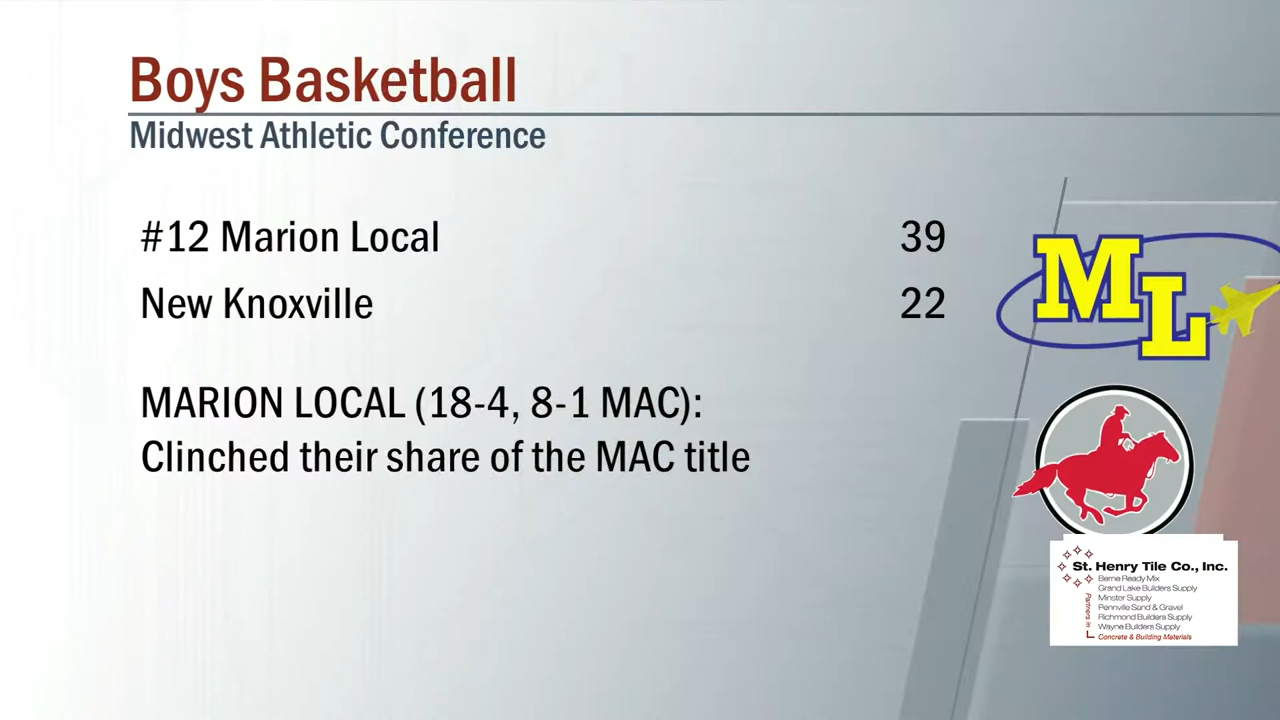 Boys Basketball
Midwest Athletic Conference
#12 Marion Local 39
New Knoxville 22
MARION LOCAL (18-4, 8-1 MAC):
Clinched their share of the MAC title
ML
St. Henry Tile Co., Inc.
Berne Ready Mix
Grand Lake Builders Supply
Minster Supply
Pennville Sand & Gravel
Richmond Builders Supply
Wayne Builders Supply
Partners in
Concrete & Building Materials